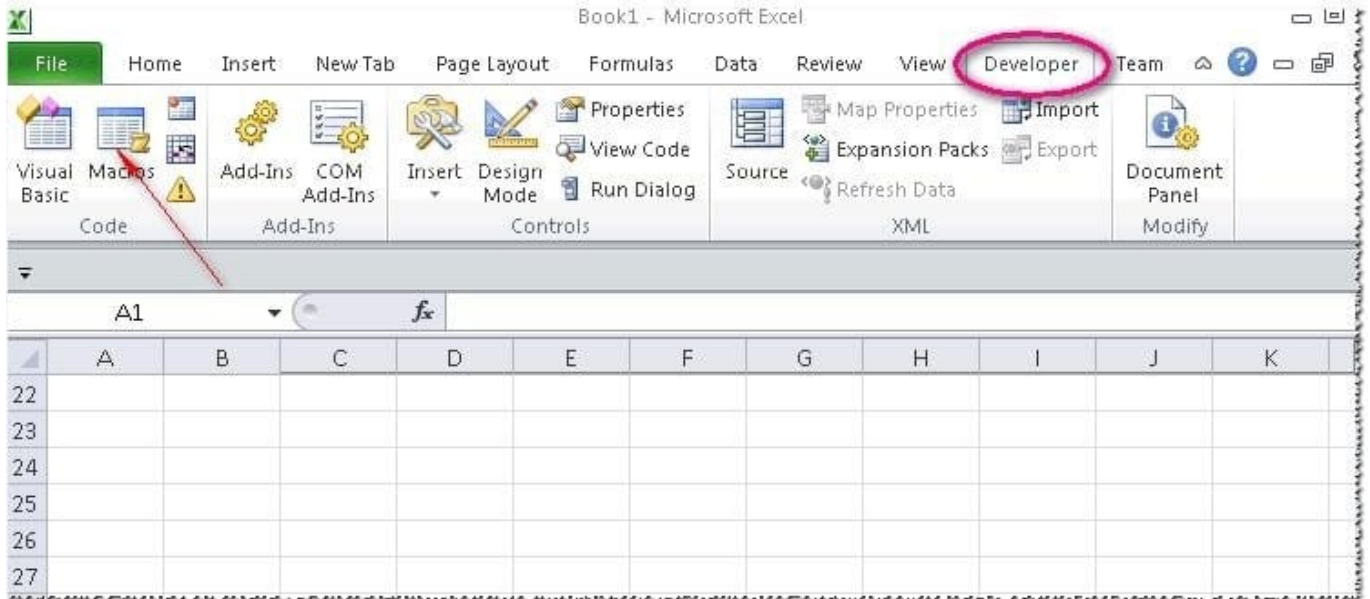 Book1 - Microsoft Excel
File Home Insert New Tab Page Layout Formulas Data Review View Developer Team
Visual Basic
Macros
Code
Add-Ins
COM Add-Ins
Add-Ins
Insert
Design Mode
Properties
View Code
Run Dialog
Controls
Source
Map Properties
Expansion Packs
Refresh Data
Import
Export
XML
Document Panel
Modify
A1 fx
A B C D E F G H I J K
22
23
24
25
26
27